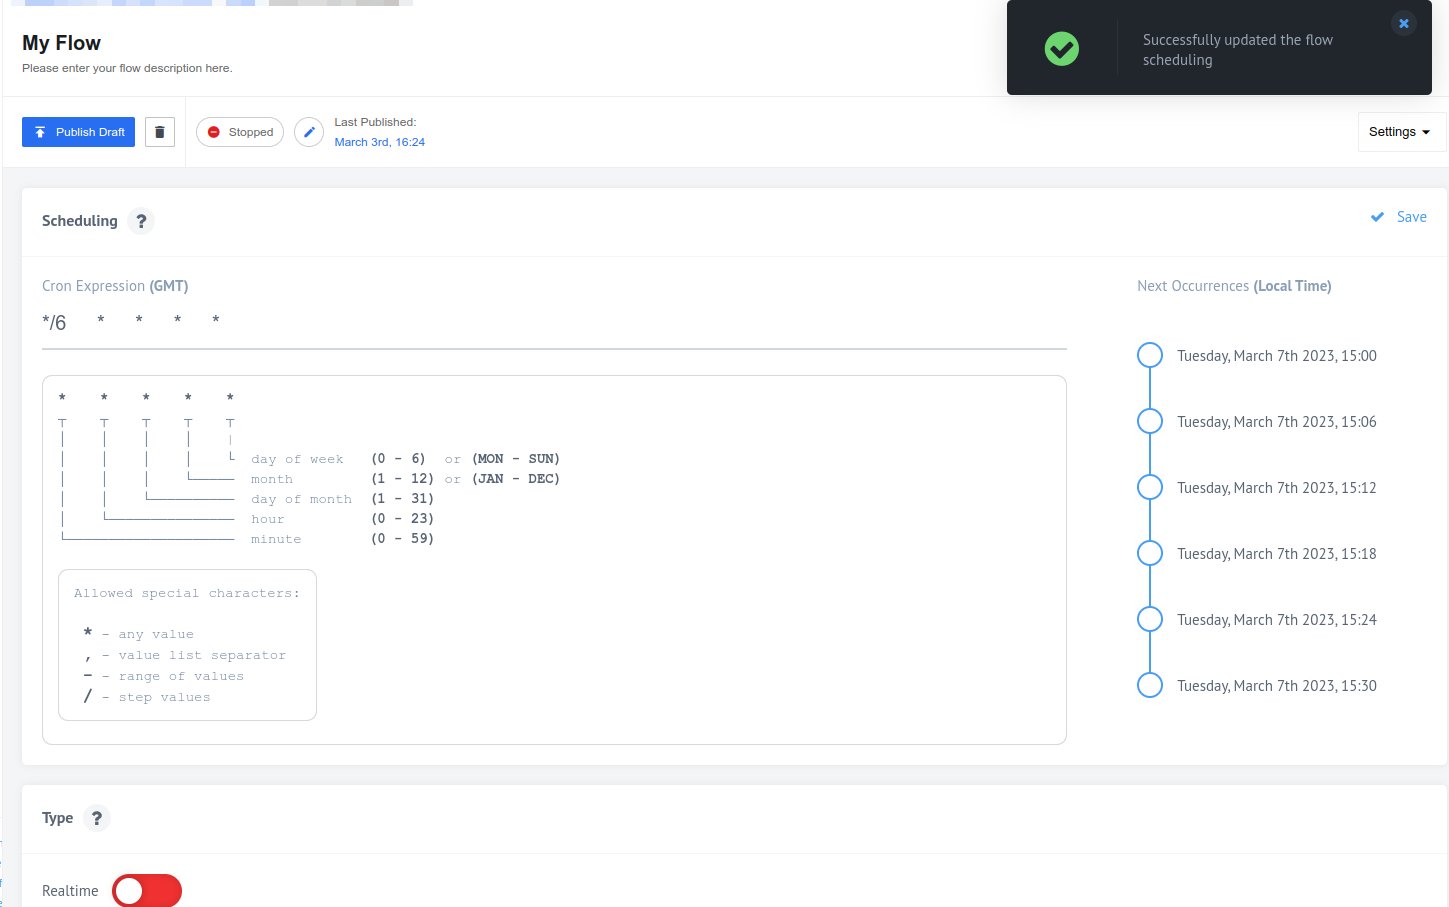 My Flow
Please enter your flow description here.
Successfully updated the flow
scheduling
Publish Draft
Stopped
Last Published:
March 3rd, 16:24
Settings
Scheduling ?
Save
Cron Expression (GMT)
*/6 * * * *
* * * * *
day of week (0 - 6) or (MON - SUN)
month (1 - 12) or (JAN - DEC)
day of month (1 - 31)
hour (0 - 23)
minute (0 - 59)
Allowed special characters:
* - any value
, - value list separator
- - range of values
/ - step values
Next Occurrences (Local Time)
Tuesday, March 7th 2023, 15:00
Tuesday, March 7th 2023, 15:06
Tuesday, March 7th 2023, 15:12
Tuesday, March 7th 2023, 15:18
Tuesday, March 7th 2023, 15:24
Tuesday, March 7th 2023, 15:30
Type ?
Realtime